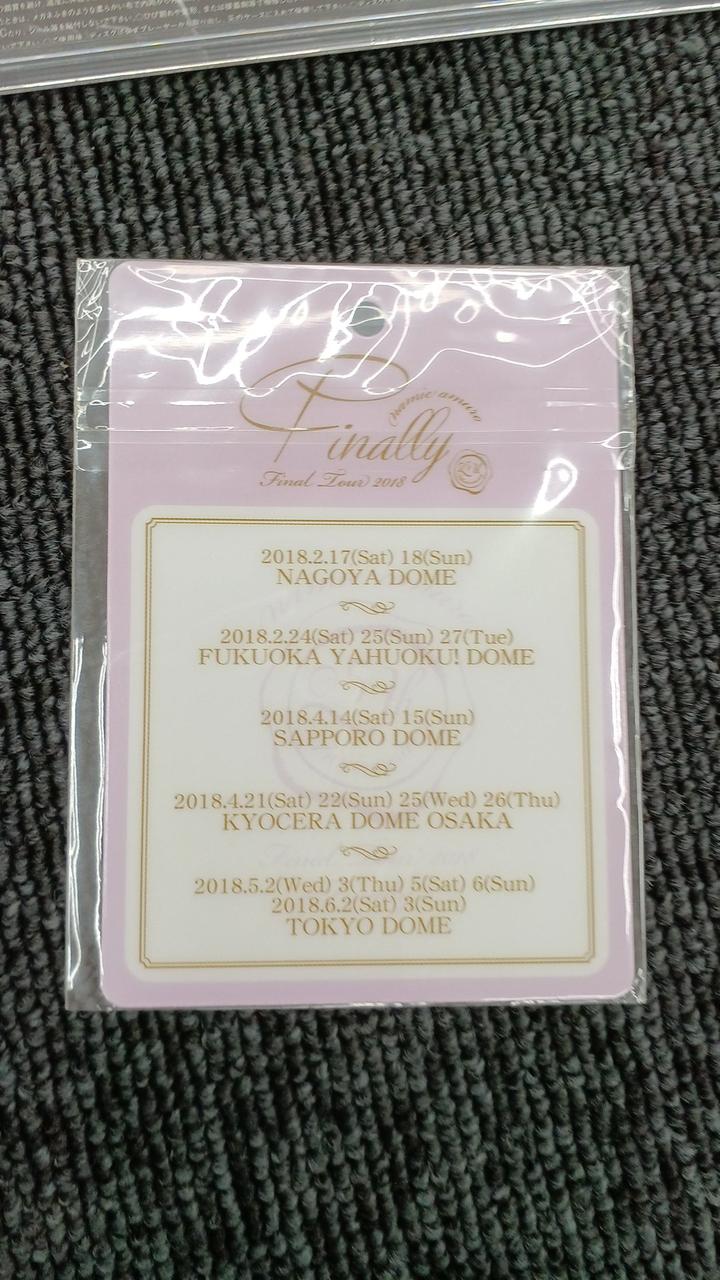 namie amuro
Finally
Final Tour 2018
2018.2.17(Sat) 18(Sun)
NAGOYA DOME
2018.2.24(Sat) 25(Sun) 27(Tue)
FUKUOKA YAHUOKU! DOME
2018.4.14(Sat) 15(Sun)
SAPPORO DOME
2018.4.21(Sat) 22(Sun) 25(Wed) 26(Thu)
KYOCERA DOME OSAKA
2018.5.2(Wed) 3(Thu) 5(Sat) 6(Sun)
2018.6.2(Sat) 3(Sun)
TOKYO DOME